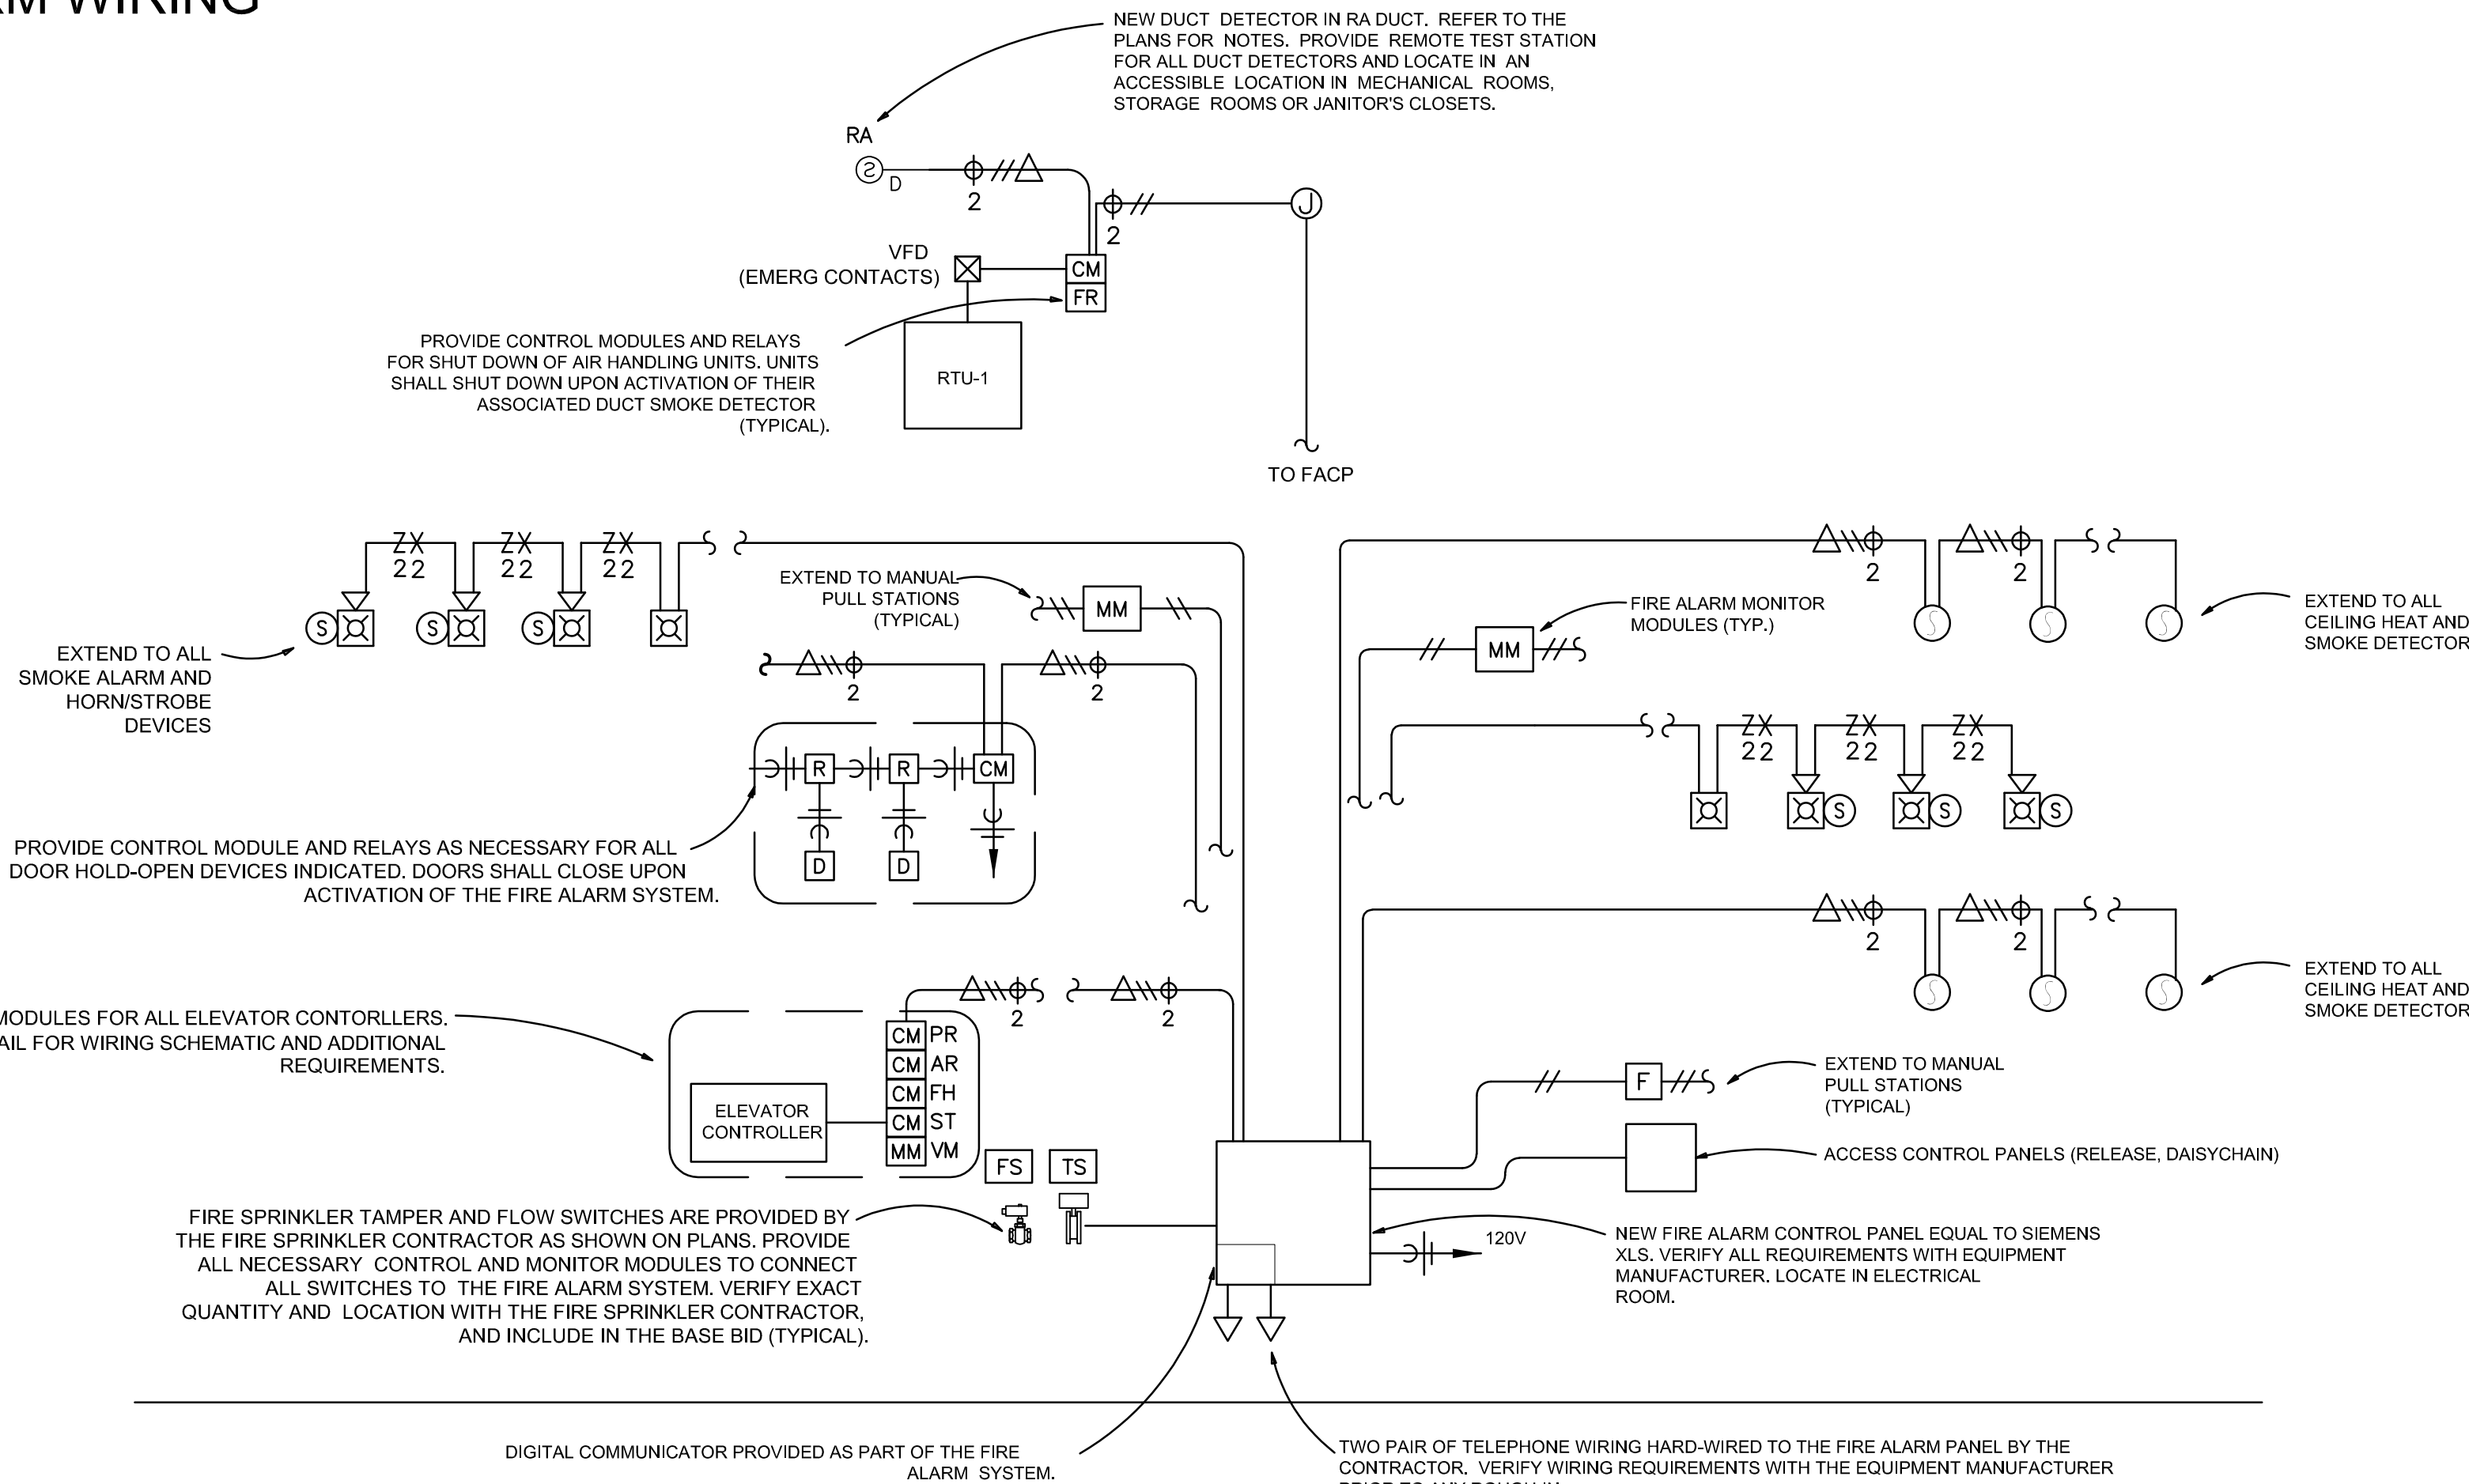 RM WIRING
NEW DUCT DETECTOR IN RA DUCT. REFER TO THE
PLANS FOR NOTES. PROVIDE REMOTE TEST STATION
FOR ALL DUCT DETECTORS AND LOCATE IN AN
ACCESSIBLE LOCATION IN MECHANICAL ROOMS,
STORAGE ROOMS OR JANITOR'S CLOSETS.
RA
S D
2
J
2
VFD
(EMERG CONTACTS)
CM
FR
PROVIDE CONTROL MODULES AND RELAYS
FOR SHUT DOWN OF AIR HANDLING UNITS. UNITS
SHALL SHUT DOWN UPON ACTIVATION OF THEIR
ASSOCIATED DUCT SMOKE DETECTOR
(TYPICAL).
RTU-1
TO FACP
ZX ZX ZX
22 22 22
S S S
EXTEND TO ALL
SMOKE ALARM AND
HORN/STROBE
DEVICES
EXTEND TO MANUAL
PULL STATIONS
(TYPICAL)
MM
2 2
FIRE ALARM MONITOR
MODULES (TYP.)
MM
2 2
EXTEND TO ALL
CEILING HEAT AND
SMOKE DETECTOR
R R CM
D D
PROVIDE CONTROL MODULE AND RELAYS AS NECESSARY FOR ALL
DOOR HOLD-OPEN DEVICES INDICATED. DOORS SHALL CLOSE UPON
ACTIVATION OF THE FIRE ALARM SYSTEM.
ZX ZX ZX
22 22 22
S S S
2 2
EXTEND TO ALL
CEILING HEAT AND
SMOKE DETECTOR
MODULES FOR ALL ELEVATOR CONTORLLERS.
AIL FOR WIRING SCHEMATIC AND ADDITIONAL
REQUIREMENTS.
2 2
CM PR
CM AR
CM FH
CM ST
MM VM
ELEVATOR
CONTROLLER
FS TS
F
EXTEND TO MANUAL
PULL STATIONS
(TYPICAL)
ACCESS CONTROL PANELS (RELEASE, DAISYCHAIN)
FIRE SPRINKLER TAMPER AND FLOW SWITCHES ARE PROVIDED BY
THE FIRE SPRINKLER CONTRACTOR AS SHOWN ON PLANS. PROVIDE
ALL NECESSARY CONTROL AND MONITOR MODULES TO CONNECT
ALL SWITCHES TO THE FIRE ALARM SYSTEM. VERIFY EXACT
QUANTITY AND LOCATION WITH THE FIRE SPRINKLER CONTRACTOR,
AND INCLUDE IN THE BASE BID (TYPICAL).
120V
NEW FIRE ALARM CONTROL PANEL EQUAL TO SIEMENS
XLS. VERIFY ALL REQUIREMENTS WITH EQUIPMENT
MANUFACTURER. LOCATE IN ELECTRICAL
ROOM.
DIGITAL COMMUNICATOR PROVIDED AS PART OF THE FIRE
ALARM SYSTEM.
TWO PAIR OF TELEPHONE WIRING HARD-WIRED TO THE FIRE ALARM PANEL BY THE
CONTRACTOR. VERIFY WIRING REQUIREMENTS WITH THE EQUIPMENT MANUFACTURER